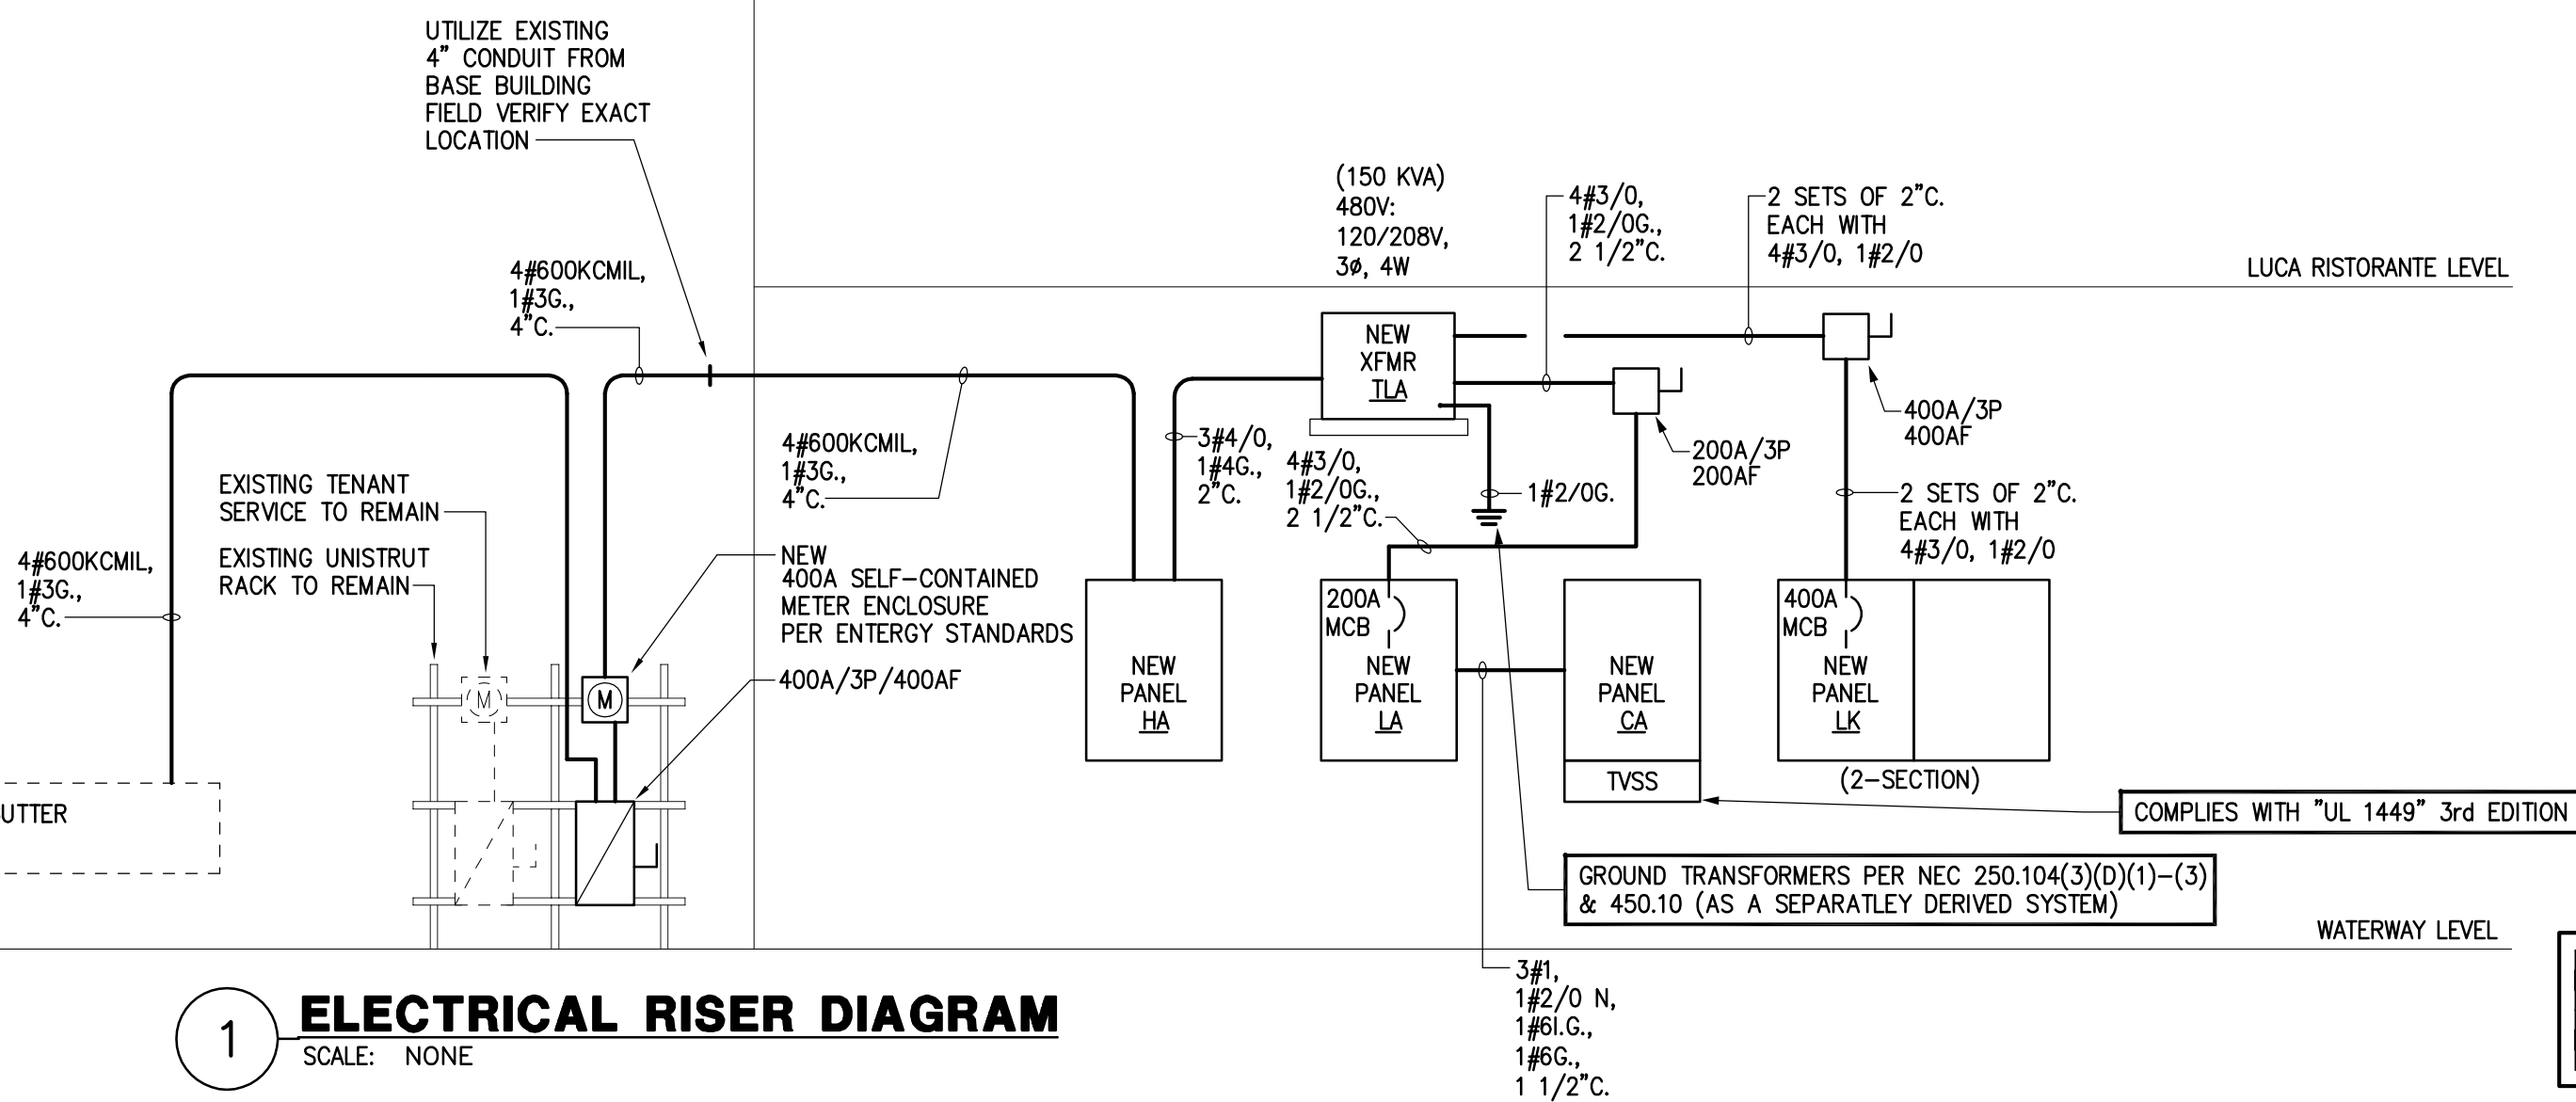 UTILIZE EXISTING
4" CONDUIT FROM
BASE BUILDING
FIELD VERIFY EXACT
LOCATION
4#600KCMIL,
1#3G.,
4"C.
(150 KVA)
480V:
120/208V,
3ø, 4W
4#3/0,
1#2/0G.,
2 1/2"C.
2 SETS OF 2"C.
EACH WITH
4#3/0, 1#2/0
LUCA RISTORANTE LEVEL
NEW
XFMR
TLA
400A/3P
400AF
200A/3P
200AF
4#600KCMIL,
1#3G.,
4"C.
3#4/0,
1#4G.,
2"C.
4#3/0,
1#2/0G.,
2 1/2"C.
1#2/0G.
2 SETS OF 2"C.
EACH WITH
4#3/0, 1#2/0
EXISTING TENANT
SERVICE TO REMAIN
EXISTING UNISTRUT
RACK TO REMAIN
4#600KCMIL,
1#3G.,
4"C.
NEW
400A SELF-CONTAINED
METER ENCLOSURE
PER ENTERGY STANDARDS
400A/3P/400AF
M
M
NEW
PANEL
HA
200A
MCB
NEW
PANEL
LA
NEW
PANEL
CA
TVSS
400A
MCB
NEW
PANEL
LK
(2-SECTION)
UTTER
COMPLIES WITH "UL 1449" 3rd EDITION
GROUND TRANSFORMERS PER NEC 250.104(3)(D)(1)-(3)
& 450.10 (AS A SEPARATLEY DERIVED SYSTEM)
WATERWAY LEVEL
3#1,
1#2/0 N,
1#6I.G.,
1#6G.,
1 1/2"C.
1
ELECTRICAL RISER DIAGRAM
SCALE: NONE